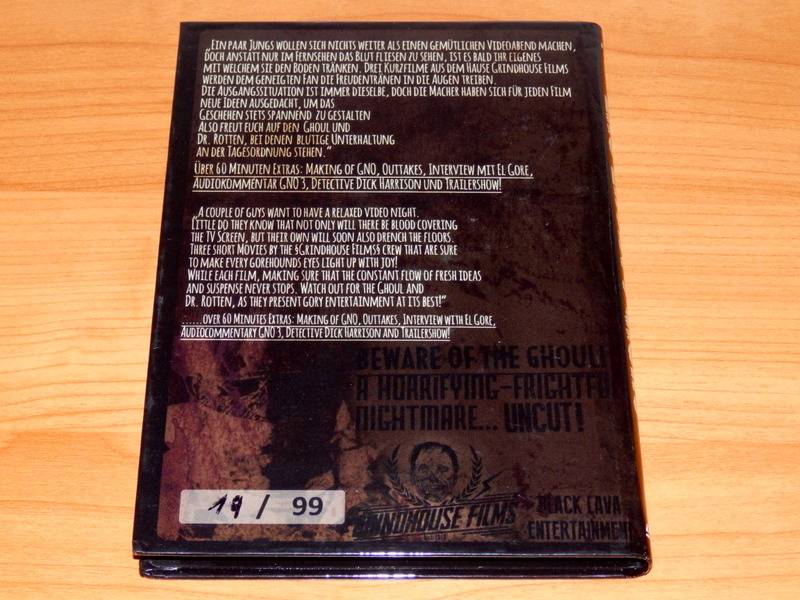 „Ein paar Jungs wollen sich nichts weiter als einen gemütlichen Videoabend machen,
doch anstatt nur im Fernsehen das Blut fliessen zu sehen, ist es bald ihr eigenes
mit welchem sie den Boden tränken. Drei Kurzfilme aus dem Hause Grindhouse Films
werden dem geneigten Fan die Freudentränen in die Augen treiben.
Die Ausgangssituation ist immer dieselbe, doch die Macher haben sich für jeden Film
neue Ideen ausgedacht, um das
Geschehen stets spannend zu gestalten
Also freut euch auf den Ghoul und
Dr. Rotten, bei denen blutige Unterhaltung
an der Tagesordnung stehen."
Über 60 Minuten Extras: Making of GNO, Outtakes, Interview mit El Gore,
Audiokommentar GNO 3, Detective Dick Harrison und Trailershow!
„A couple of guys want to have a relaxed video night.
Little do they know that not only will there be blood covering
the TV Screen, but their own will soon also drench the floors.
Three short Movies by the §Grindhouse Films§ crew that are sure
to make every gorehounds eyes light up with joy!
While each film, making sure that the constant flow of fresh ideas
and suspense never stops. Watch out for the Ghoul and
Dr. Rotten, as they present gory entertainment at its best!"
......over 60 Minutes Extras: Making of GNO, Outtakes, Interview with El Gore,
Audiocommentary GNO 3, Detective Dick Harrison and Trailershow!
BEWARE OF THE GHOUL!
A HORRIFYING-FRIGHTFU
NIGHTMARE... UNCUT!
/ 99
GRINDHOUSE FILMS
BLACK LAVA
ENTERTAINMENT